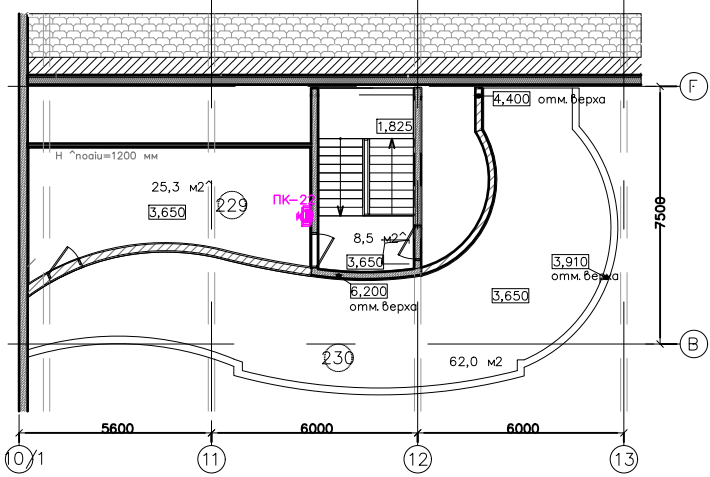 F
4,400 отм.верха
1,825
H ^noaiu=1200 мм
25,3 м2^
ПК-22
229
3,650
7500
8,5 м2^
3,650
3,910
отм.верха
6,200
отм.верха
3,650
B
230
62,0 м2
5600
6000
6000
10/1
11
12
13